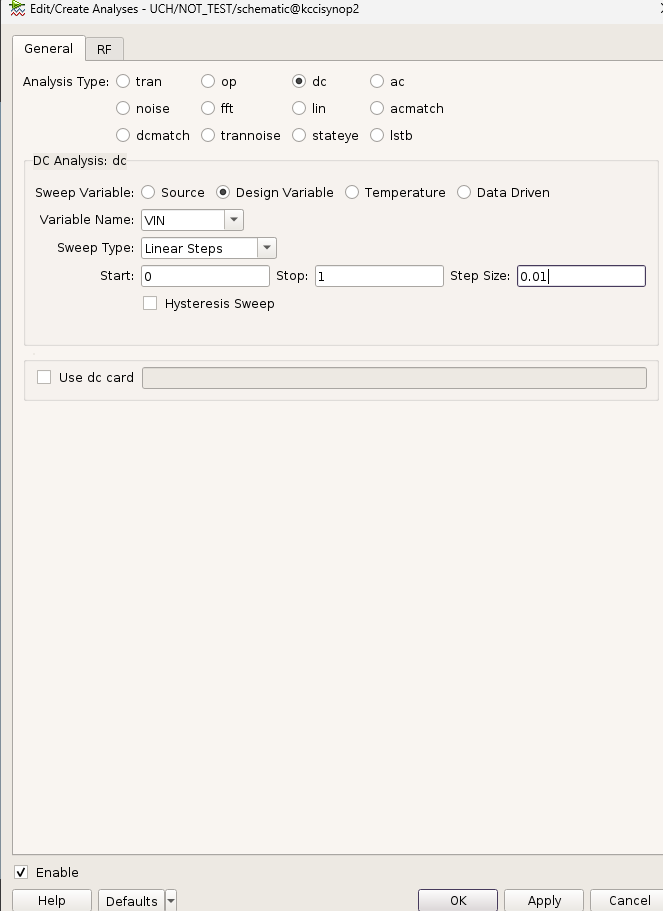 Edit/Create Analyses - UCH/NOT_TEST/schematic@kccisynop2
General RF
Analysis Type: tran op dc ac
noise fft lin acmatch
dcmatch trannoise stateye lstb
DC Analysis: dc
Sweep Variable: Source Design Variable Temperature Data Driven
Variable Name: VIN
Sweep Type: Linear Steps
Start: 0 Stop: 1 Step Size: 0.01
Hysteresis Sweep
Use dc card
Enable
Help Defaults OK Apply Cancel